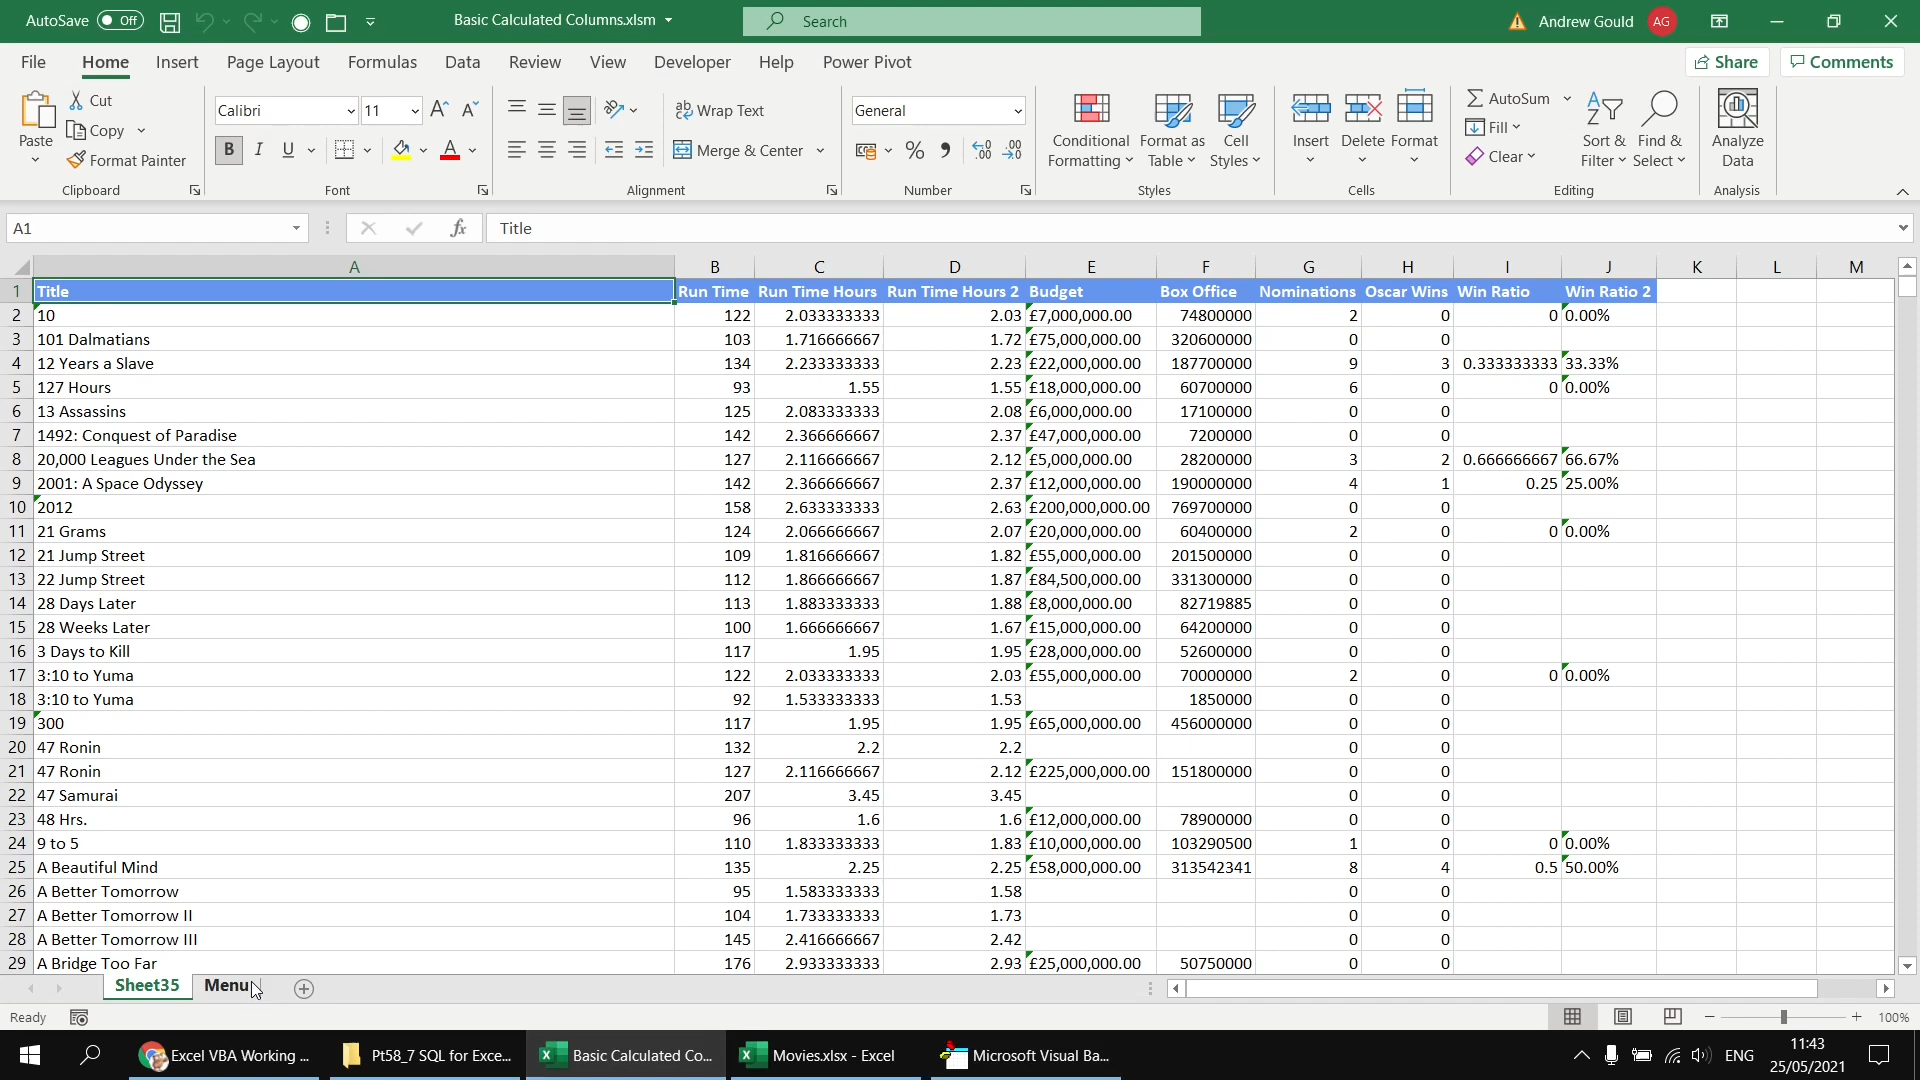 AutoSave Off Basic Calculated Columns.xlsm Search Andrew Gould AG
File Home Insert Page Layout Formulas Data Review View Developer Help Power Pivot Share Comments
Paste Cut Copy Format Painter Clipboard
Calibri 11 B I U A Font
Wrap Text Merge & Center Alignment
General % Number
Conditional Formatting Format as Table Cell Styles Styles
Insert Delete Format Cells
AutoSum Fill Clear Sort & Filter Find & Select Editing
Analyze Data Analysis
A1 fx Title
A B C D E F G H I J K L M
1 Title Run Time Run Time Hours Run Time Hours 2 Budget Box Office Nominations Oscar Wins Win Ratio Win Ratio 2
2 10 122 2.033333333 2.03 £7,000,000.00 74800000 2 0 0 0.00%
3 101 Dalmatians 103 1.716666667 1.72 £75,000,000.00 320600000 0 0
4 12 Years a Slave 134 2.233333333 2.23 £22,000,000.00 187700000 9 3 0.333333333 33.33%
5 127 Hours 93 1.55 1.55 £18,000,000.00 60700000 6 0 0 0.00%
6 13 Assassins 125 2.083333333 2.08 £6,000,000.00 17100000 0 0
7 1492: Conquest of Paradise 142 2.366666667 2.37 £47,000,000.00 7200000 0 0
8 20,000 Leagues Under the Sea 127 2.116666667 2.12 £5,000,000.00 28200000 3 2 0.666666667 66.67%
9 2001: A Space Odyssey 142 2.366666667 2.37 £12,000,000.00 190000000 4 1 0.25 25.00%
10 2012 158 2.633333333 2.63 £200,000,000.00 769700000 0 0
11 21 Grams 124 2.066666667 2.07 £20,000,000.00 60400000 2 0 0 0.00%
12 21 Jump Street 109 1.816666667 1.82 £55,000,000.00 201500000 0 0
13 22 Jump Street 112 1.866666667 1.87 £84,500,000.00 331300000 0 0
14 28 Days Later 113 1.883333333 1.88 £8,000,000.00 82719885 0 0
15 28 Weeks Later 100 1.666666667 1.67 £15,000,000.00 64200000 0 0
16 3 Days to Kill 117 1.95 1.95 £28,000,000.00 52600000 0 0
17 3:10 to Yuma 122 2.033333333 2.03 £55,000,000.00 70000000 2 0 0 0.00%
18 3:10 to Yuma 92 1.533333333 1.53 1850000 0 0
19 300 117 1.95 1.95 £65,000,000.00 456000000 0 0
20 47 Ronin 132 2.2 2.2 0 0
21 47 Ronin 127 2.116666667 2.12 £225,000,000.00 151800000 0 0
22 47 Samurai 207 3.45 3.45 0 0
23 48 Hrs. 96 1.6 1.6 £12,000,000.00 78900000 0 0
24 9 to 5 110 1.833333333 1.83 £10,000,000.00 103290500 1 0 0 0.00%
25 A Beautiful Mind 135 2.25 2.25 £58,000,000.00 313542341 8 4 0.5 50.00%
26 A Better Tomorrow 95 1.583333333 1.58 0 0
27 A Better Tomorrow II 104 1.733333333 1.73 0 0
28 A Better Tomorrow III 145 2.416666667 2.42 0 0
29 A Bridge Too Far 176 2.933333333 2.93 £25,000,000.00 50750000 0 0
Sheet35 Menu
Ready 100%
Excel VBA Working ... Pt58_7 SQL for Exce... Basic Calculated Co... Movies.xlsx - Excel Microsoft Visual Ba... ENG 11:43
25/05/2021